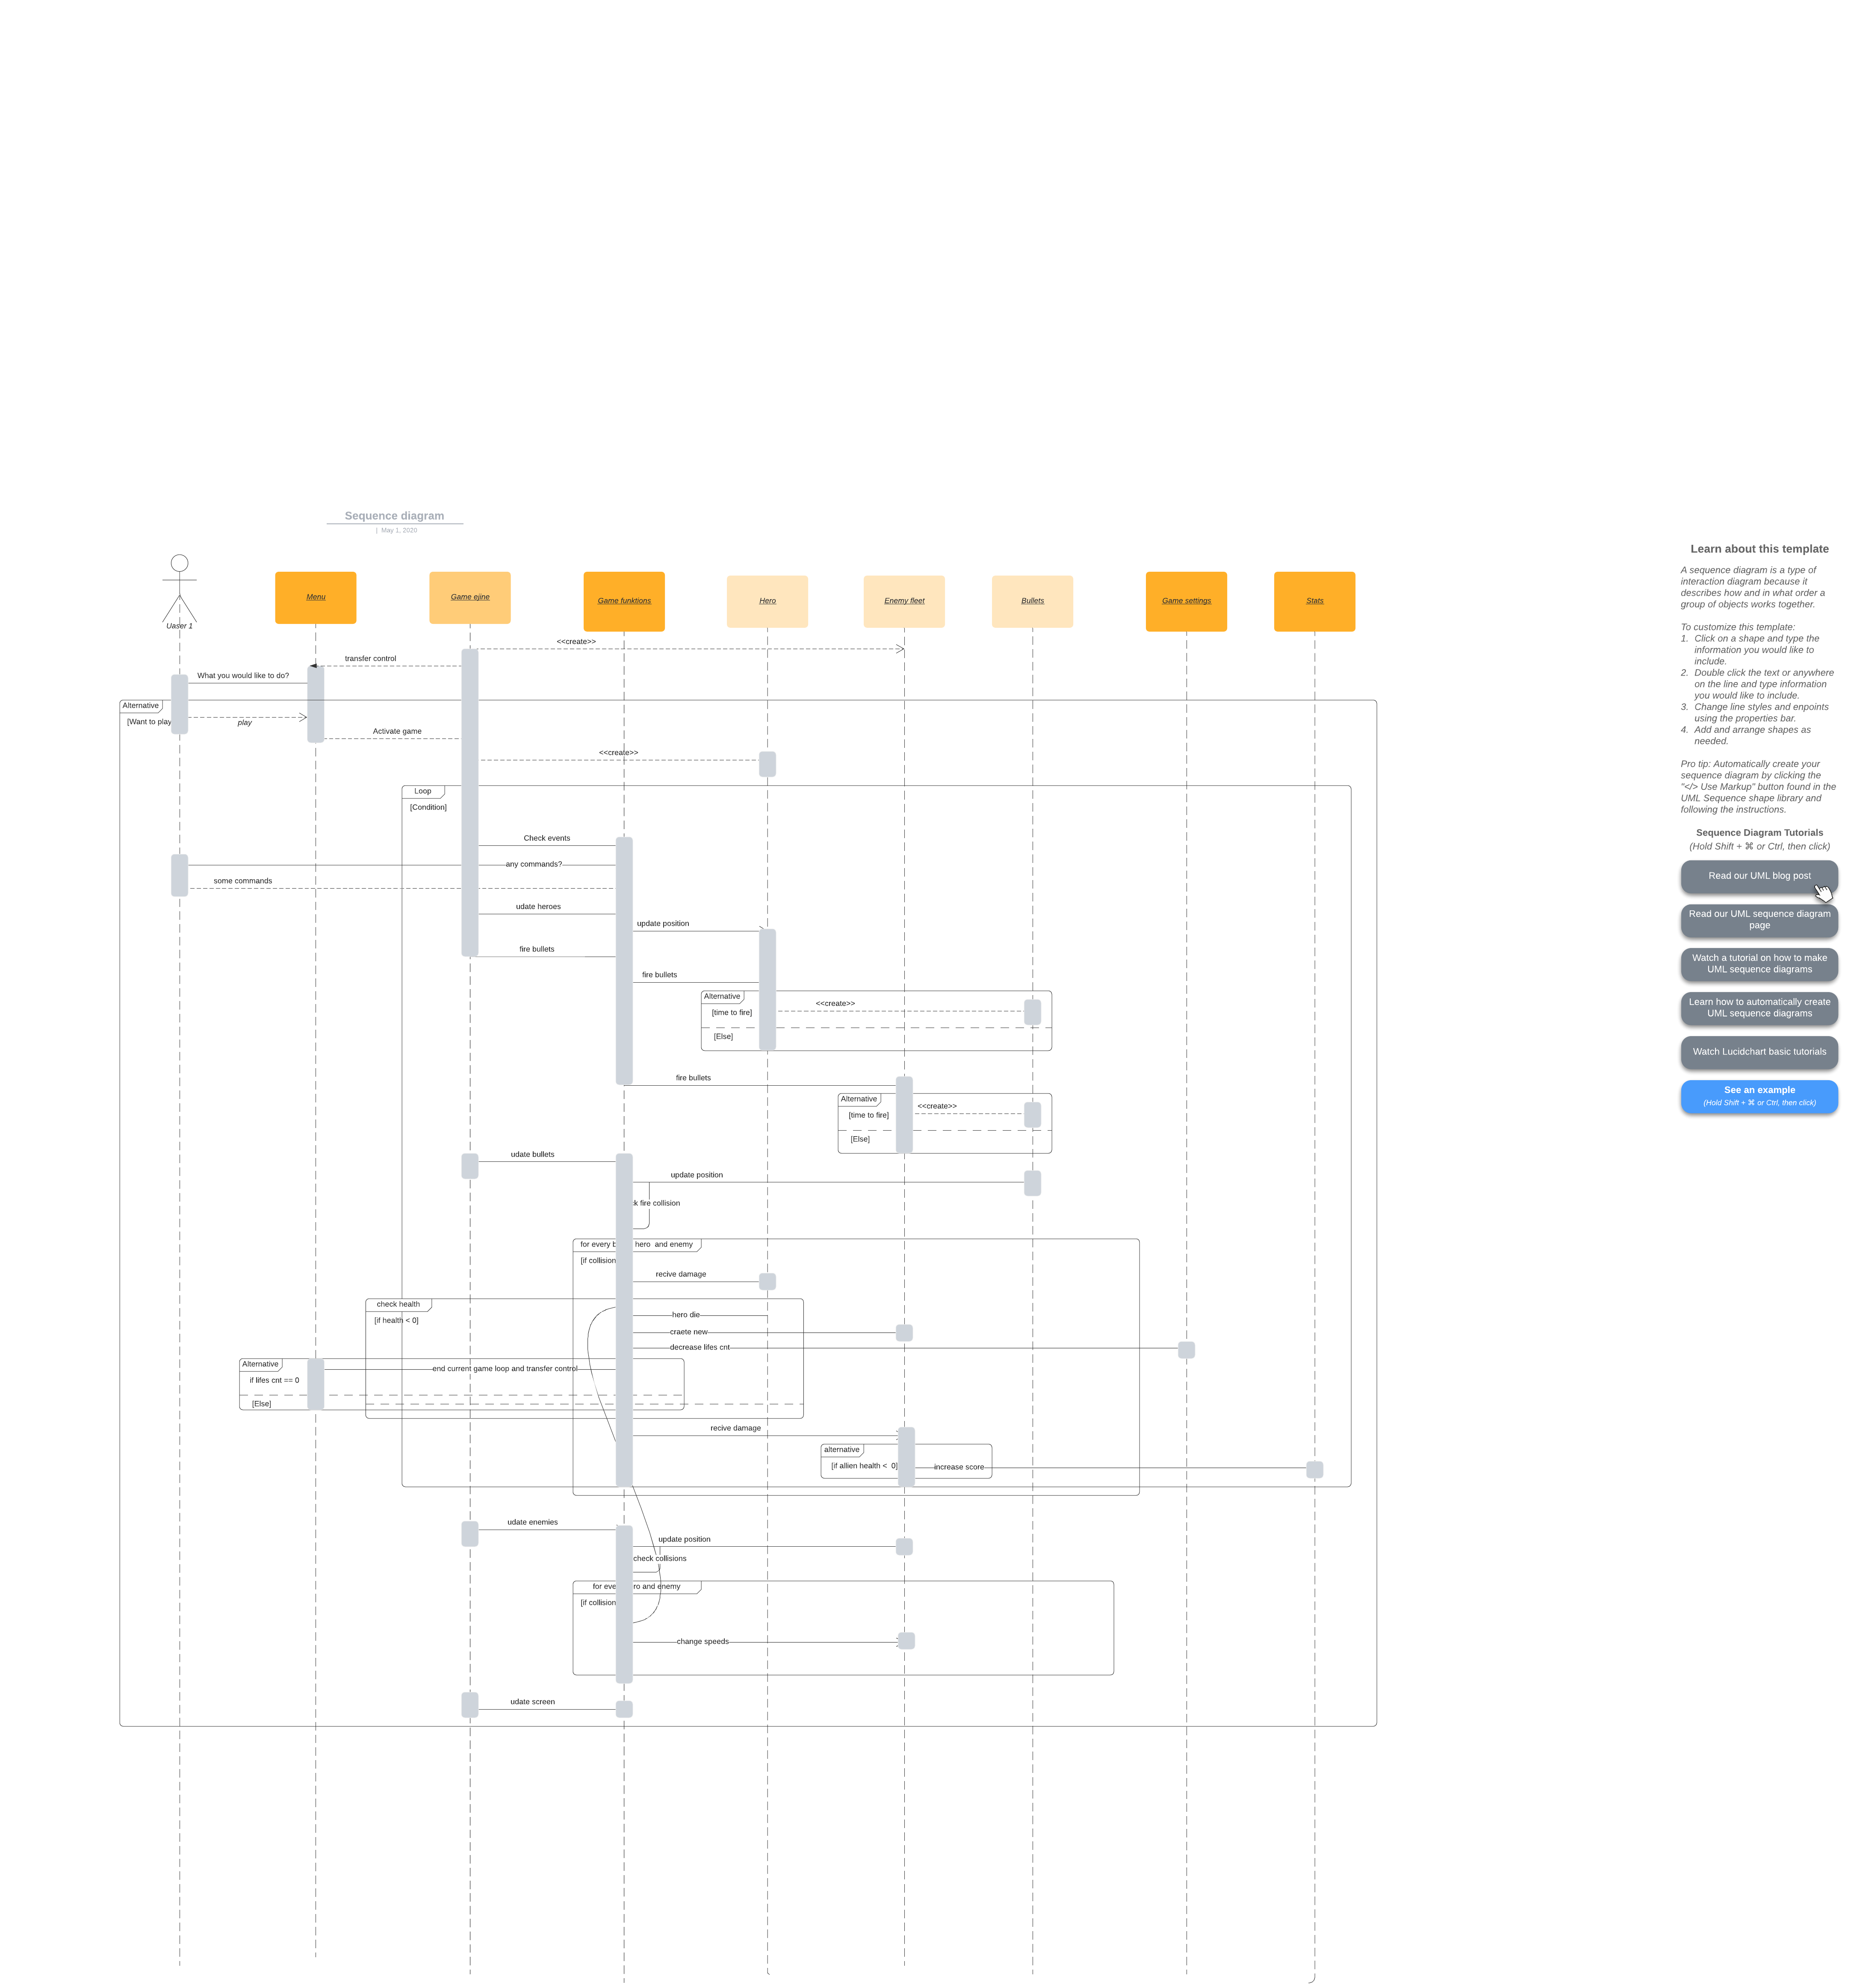 Sequence diagram
| May 1, 2020
Uaser 1
Menu
Game ejine
Game funktions
Hero
Enemy fleet
Bullets
Game settings
Stats
<<create>>
transfer control
What you would like to do?
Alternative
[Want to play
play
Activate game
<<create>>
Loop
[Condition]
Check events
any commands?
some commands
udate heroes
update position
fire bullets
fire bullets
Alternative
[time to fire]
<<create>>
[Else]
fire bullets
Alternative
[time to fire]
<<create>>
[Else]
udate bullets
update position
k fire collision
for every b hero and enemy
[if collision
recive damage
check health
[if health < 0]
hero die
craete new
decrease lifes cnt
Alternative
if lifes cnt == 0
end current game loop and transfer control
[Else]
recive damage
alternative
[if allien health < 0]
increase score
udate enemies
update position
check collisions
for eve ro and enemy
[if collision
change speeds
udate screen
Learn about this template
A sequence diagram is a type of
interaction diagram because it
describes how and in what order a
group of objects works together.
To customize this template:
1. Click on a shape and type the
information you would like to
include.
2. Double click the text or anywhere
on the line and type information
you would like to include.
3. Change line styles and enpoints
using the properties bar.
4. Add and arrange shapes as
needed.
Pro tip: Automatically create your
sequence diagram by clicking the
"</> Use Markup" button found in the
UML Sequence shape library and
following the instructions.
Sequence Diagram Tutorials
(Hold Shift + ⌘ or Ctrl, then click)
Read our UML blog post
Read our UML sequence diagram
page
Watch a tutorial on how to make
UML sequence diagrams
Learn how to automatically create
UML sequence diagrams
Watch Lucidchart basic tutorials
See an example
(Hold Shift + ⌘ or Ctrl, then click)